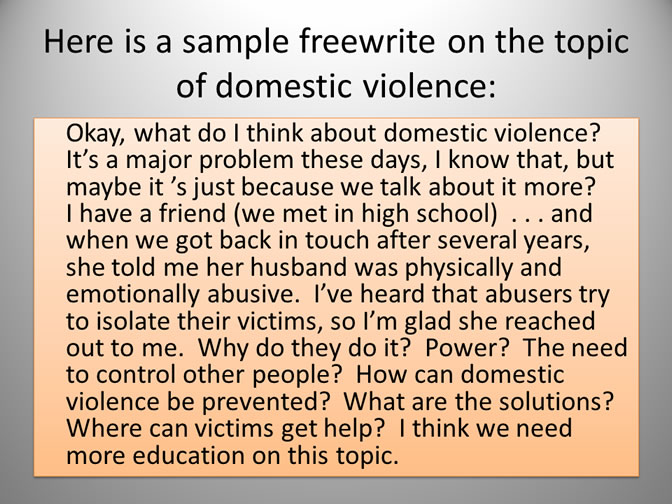 Here is a sample freewrite on the topic
of domestic violence:
Okay, what do I think about domestic violence?
It’s a major problem these days, I know that, but
maybe it ’s just because we talk about it more?
I have a friend (we met in high school)  . . . and
when we got back in touch after several years,
she told me her husband was physically and
emotionally abusive.  I’ve heard that abusers try
to isolate their victims, so I’m glad she reached
out to me.  Why do they do it?  Power?  The need
to control other people?  How can domestic
violence be prevented?  What are the solutions?
Where can victims get help?  I think we need
more education on this topic.